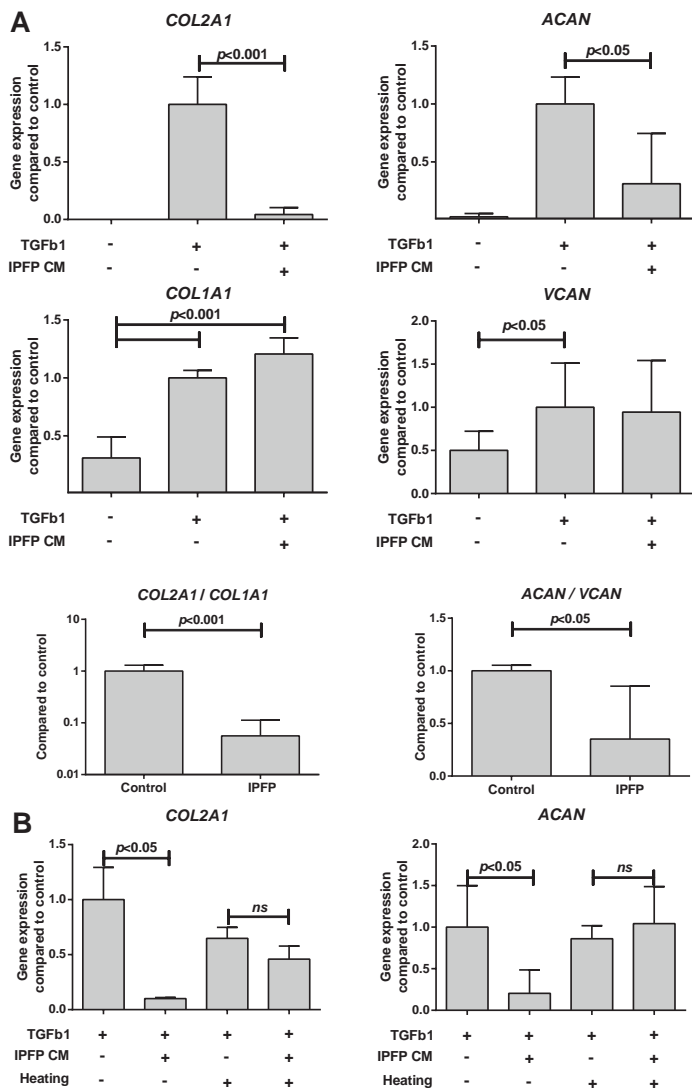 A
COL2A1
Gene expression
compared to control
1.5
1.0
0.5
0.0
p<0.001
TGFb1 - + +
IPFP CM - - +
ACAN
Gene expression
compared to control
1.5
1.0
0.5
0.0
p<0.05
TGFb1 - + +
IPFP CM - - +
COL1A1
Gene expression
compared to control
1.5
1.0
0.5
p<0.001
TGFb1 - + +
IPFP CM - - +
VCAN
Gene expression
compared to control
2.0
1.5
1.0
0.5
0.0
p<0.05
TGFb1 - + +
IPFP CM - - +
COL2A1 / COL1A1
Compared to control
10
1
0.1
0.01
p<0.001
Control IPFP
ACAN / VCAN
Compared to control
1.5
1.0
0.5
0.0
p<0.05
Control IPFP
B
COL2A1
Gene expression
compared to control
1.5
1.0
0.5
0.0
p<0.05
ns
TGFb1 + + + +
IPFP CM - + - +
Heating - - + +
ACAN
Gene expression
compared to control
2.0
1.5
1.0
0.5
0.0
p<0.05
ns
TGFb1 + + + +
IPFP CM - + - +
Heating - - + +